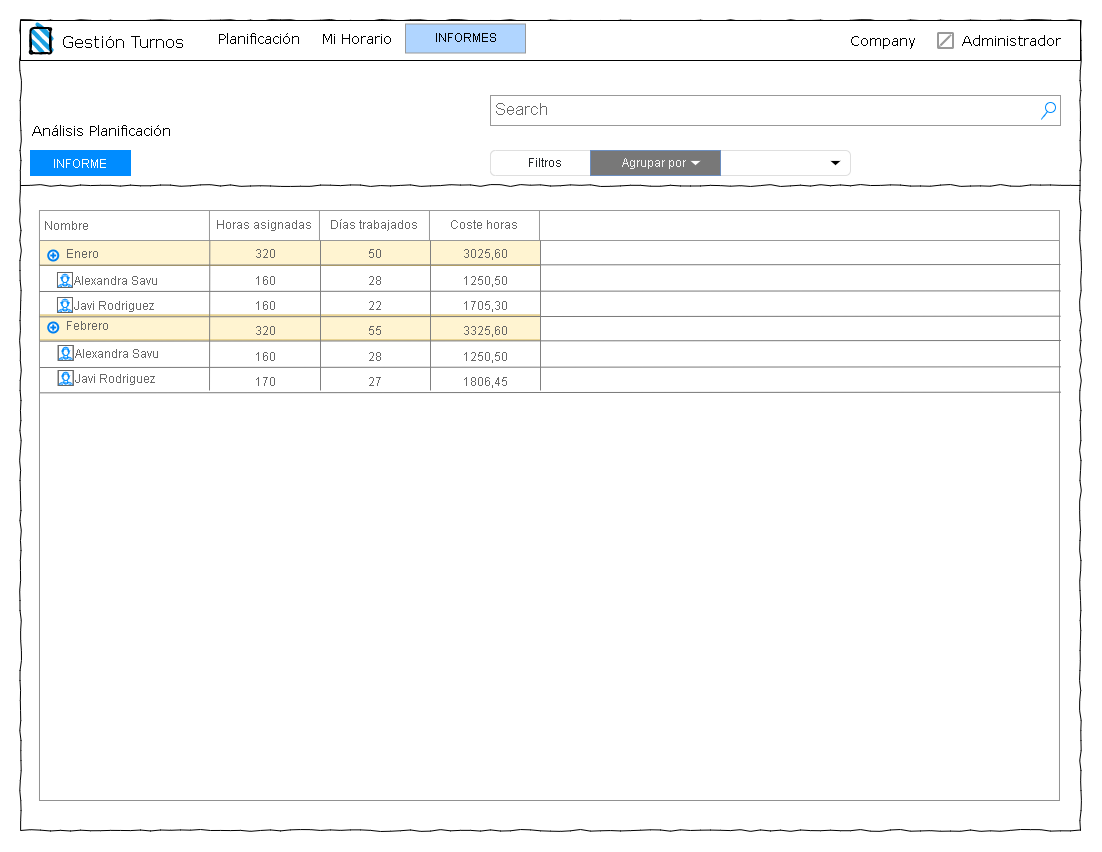 Gestión Turnos Planificación Mi Horario INFORMES Company Administrador
Search
Análisis Planificación
INFORME Filtros Agrupar por
Nombre Horas asignadas Días trabajados Coste horas
Enero 320 50 3025,60
Alexandra Savu 160 28 1250,50
Javi Rodriguez 160 22 1705,30
Febrero 320 55 3325,60
Alexandra Savu 160 28 1250,50
Javi Rodriguez 170 27 1806,45